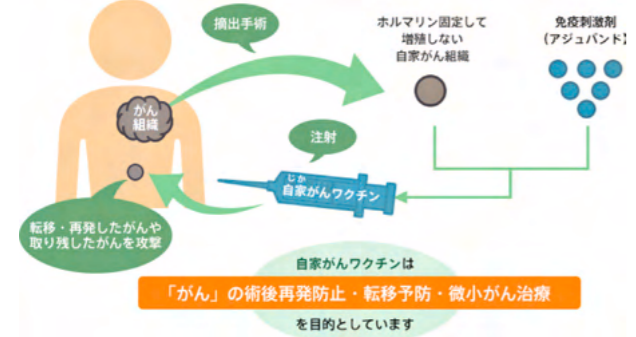 摘出手術
ホルマリン固定して
増殖しない
自家がん組織
免疫刺激剤
（アジュバンド）
がん
組織
注射
じか
自家がんワクチン
転移・再発したがんや
取り残したがんを攻撃
自家がんワクチンは
「がん」の術後再発防止・転移予防・微小がん治療
を目的としています